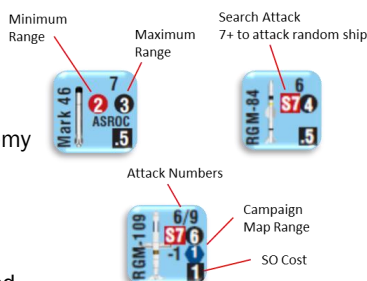 Minimum
Range
Maximum
Range
Search Attack
7+ to attack random ship
7
2 3
ASROC
.5
Mark 46
my
6
S7 4
.5
RGM-84
Attack Numbers
6/9
S7 6
-1 1
1
RGM-109
Campaign
Map Range
SO Cost